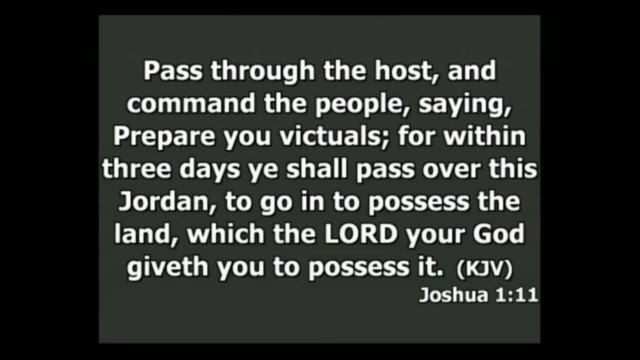 Pass through the host, and
command the people, saying,
Prepare you victuals; for within
three days ye shall pass over this
Jordan, to go in to possess the
land, which the LORD your God
giveth you to possess it. (KJV)
Joshua 1:11